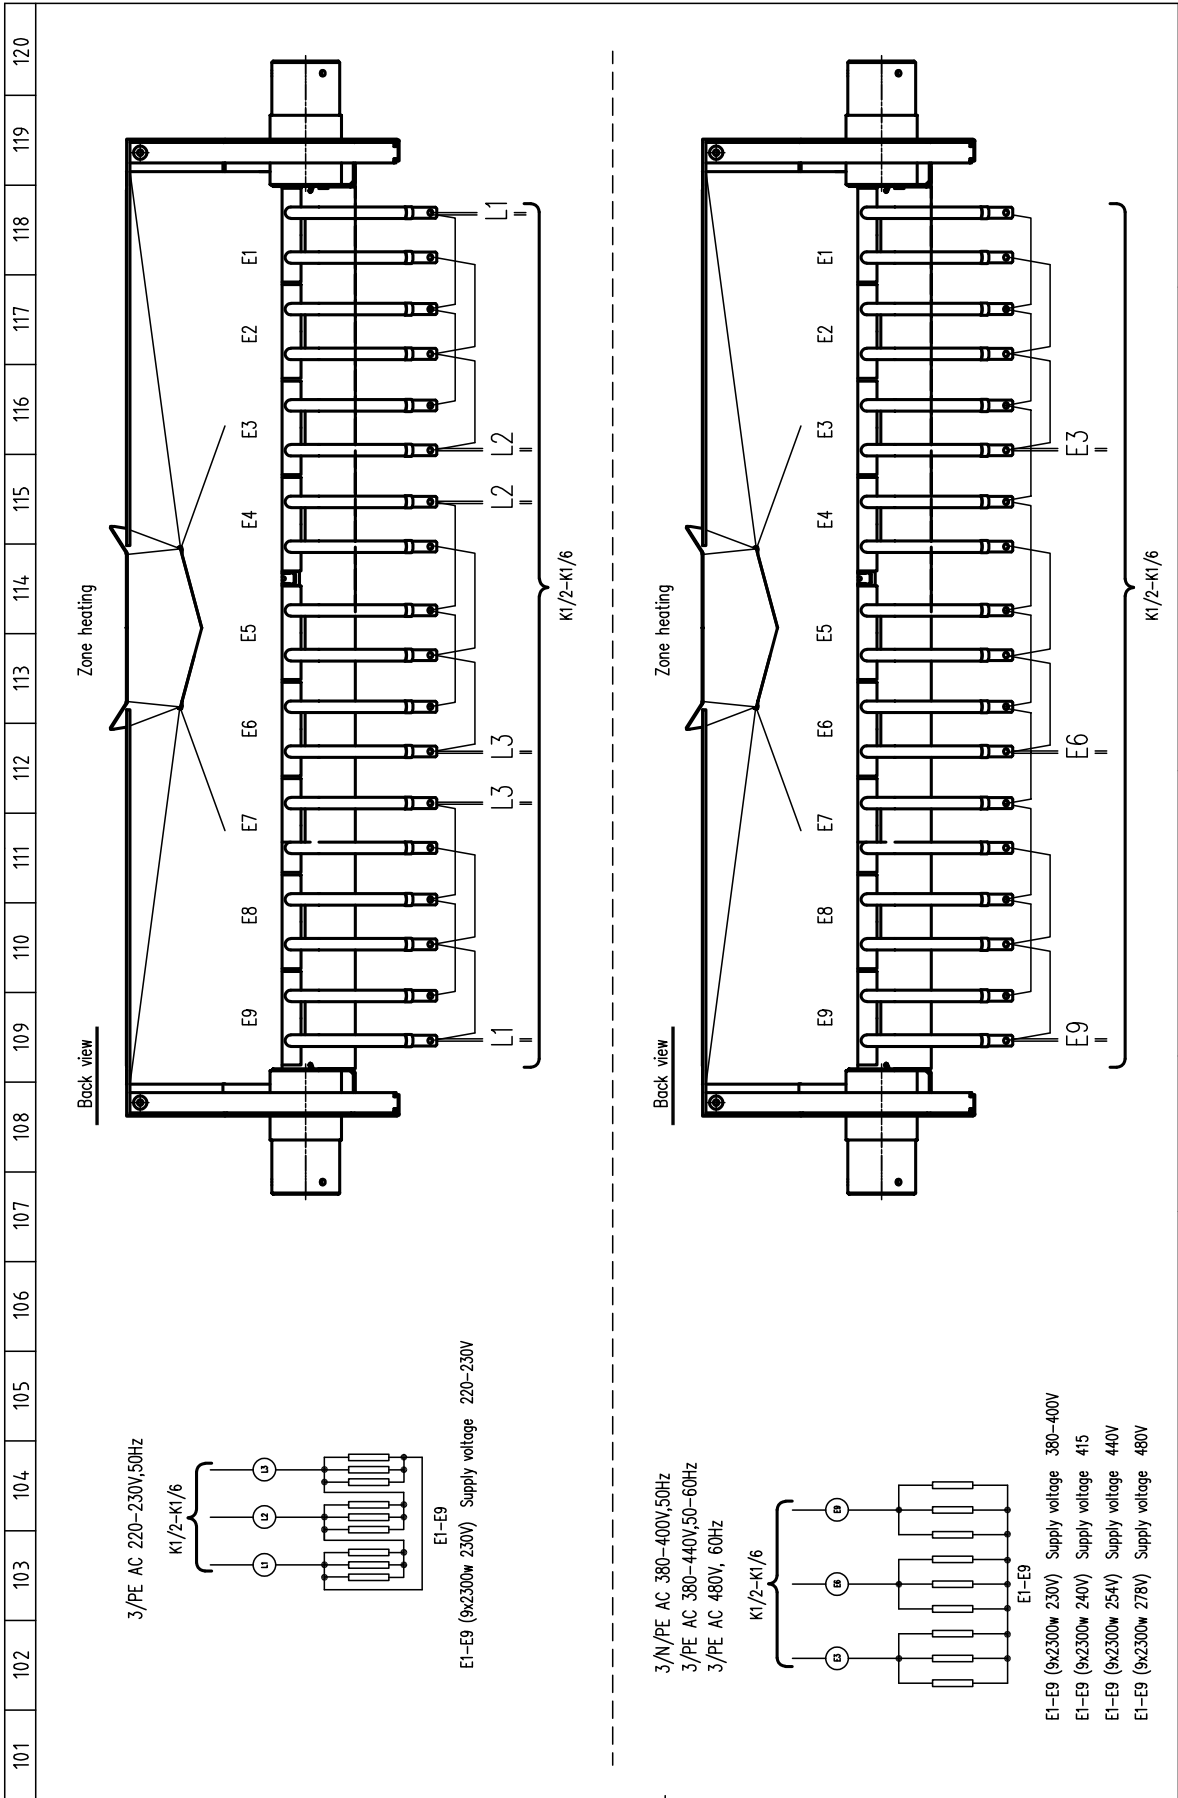 101 102 103 104 105 106 107 108 109 110 111 112 113 114 115 116 117 118 119 120
3/PE AC 220-230V,50Hz
K1/2-K1/6
L1 L2 L3
E1-E9
E1-E9 (9x2300w 230V) Supply voltage 220-230V
Back view
Zone heating
E9 E8 E7 E6 E5 E4 E3 E2 E1
L1 L3 L3 L2 L2 L1
K1/2-K1/6
3/N/PE AC 380-400V,50Hz
3/PE AC 380-440V,50-60Hz
3/PE AC 480V, 60Hz
K1/2-K1/6
E3 E6 E9
E1-E9
E1-E9 (9x2300w 230V) Supply voltage 380-400V
E1-E9 (9x2300w 240V) Supply voltage 415
E1-E9 (9x2300w 254V) Supply voltage 440V
E1-E9 (9x2300w 278V) Supply voltage 480V
Back view
Zone heating
E9 E8 E7 E6 E5 E4 E3 E2 E1
E9 E6 E3
K1/2-K1/6